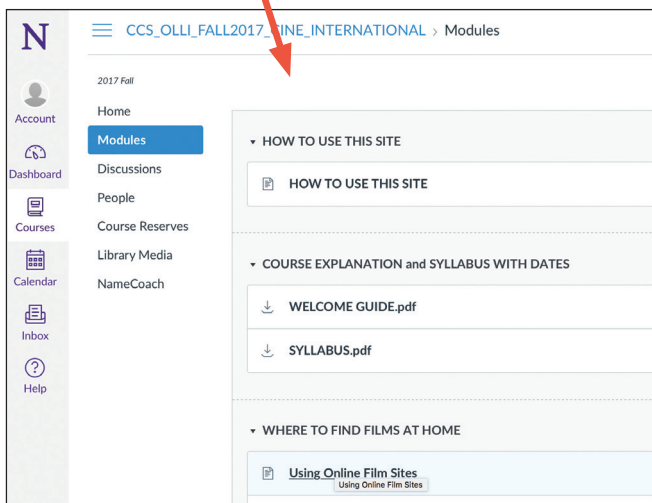 N
CCS_OLLI_FALL2017_CINE_INTERNATIONAL > Modules
2017 Fall
Account
Dashboard
Courses
Calendar
Inbox
Help
Home
Modules
Discussions
People
Course Reserves
Library Media
NameCoach
HOW TO USE THIS SITE
HOW TO USE THIS SITE
COURSE EXPLANATION and SYLLABUS WITH DATES
WELCOME GUIDE.pdf
SYLLABUS.pdf
WHERE TO FIND FILMS AT HOME
Using Online Film Sites
Using Online Film Sites